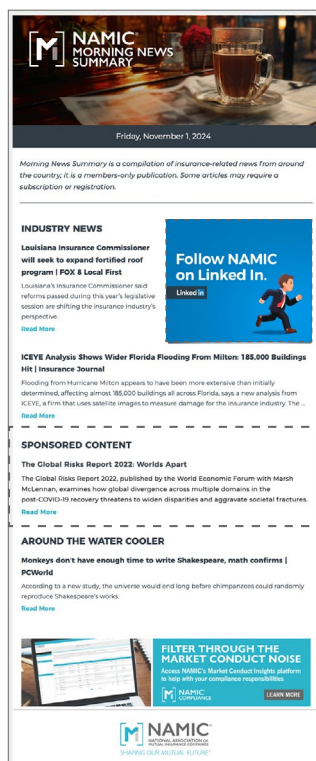 NAMIC®
MORNING NEWS
SUMMARY
Friday, November 1, 2024
Morning News Summary is a compilation of insurance-related news from around
the country; it is a members-only publication. Some articles may require a
subscription or registration.
INDUSTRY NEWS
Louisiana Insurance Commissioner
will seek to expand fortified roof
program | FOX 8 Local First
Louisiana's Insurance Commissioner said
reforms passed during this year's legislative
session are shifting the insurance industry's
perspective.
Read More
Follow NAMIC
on Linked In.
Linked in
ICEYE Analysis Shows Wider Florida Flooding From Milton: 185,000 Buildings
Hit | Insurance Journal
Flooding from Hurricane Milton appears to have been more extensive than initially
determined, affecting almost 185,000 buildings all across Florida, says a new analysis from
ICEYE, a firm that uses satellite images to measure damage for the insurance industry. The ...
Read More
SPONSORED CONTENT
The Global Risks Report 2022: Worlds Apart
The Global Risks Report 2022, published by the World Economic Forum with Marsh
McLennan, examines how global divergence across multiple domains in the
post-COVID-19 recovery threatens to widen disparities and aggravate societal fractures.
Read More
AROUND THE WATER COOLER
Monkeys don't have enough time to write Shakespeare, math confirms |
PCWorld
According to a new study, the universe would end long before chimpanzees could randomly
reproduce Shakespeare's works.
Read More
FILTER THROUGH THE
MARKET CONDUCT NOISE
Access NAMIC's Market Conduct Insights platform
to help with your compliance responsibilities
NAMIC
COMPLIANCE
LEARN MORE
NAMIC®
NATIONAL ASSOCIATION OF
MUTUAL INSURANCE COMPANIES
SHAPING OUR MUTUAL FUTURE®